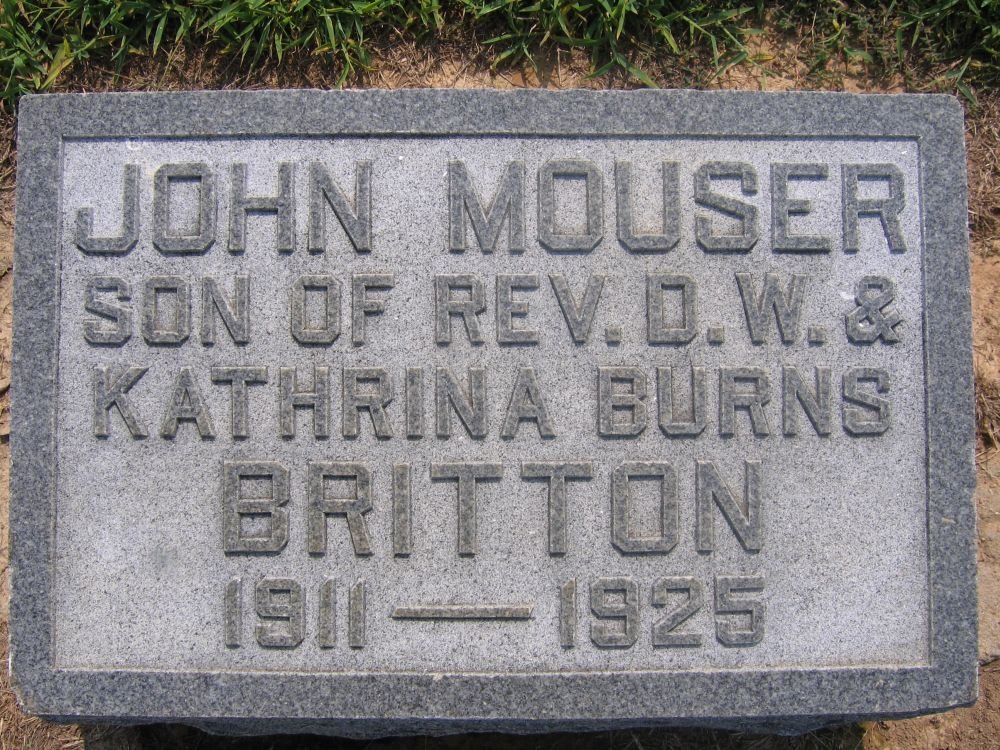 JOHN MOUSER
SON OF REV. D. W. &
KATHRINA BURNS
BRITTON
1911 — 1925